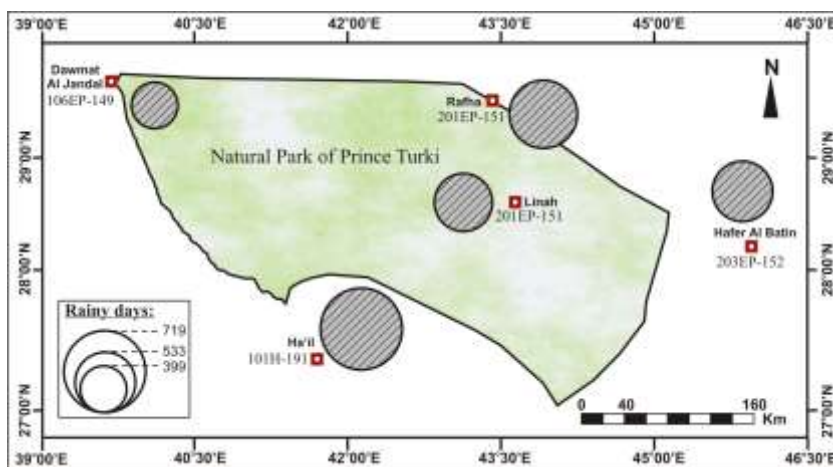 39°00'E 40°30'E 42°00'E 43°30'E 45°00'E 46°30'E
Dawmat
Al Jandal
106EP-149
Rafha
201EP-151
N
29°00'N
29°00'N
Natural Park of Prince Turki
Linah
201EP-151
Hafer Al Batin
203EP-152
28°00'N
28°00'N
Rainy days:
719
533
399
Ha'il
101H-191
0 40 160
Km
27°00'N
27°00'N
39°00'E 40°30'E 42°00'E 43°30'E 45°00'E 46°30'E